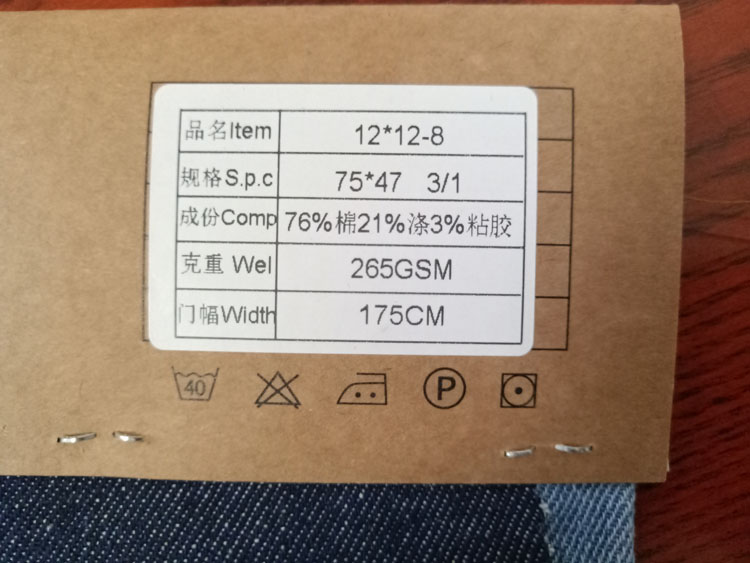 品名Item 12*12-8
规格S.p.c 75*47 3/1
成份Comp 76%棉21%涤3%粘胶
克重 Wel 265GSM
门幅Width 175CM
40 P